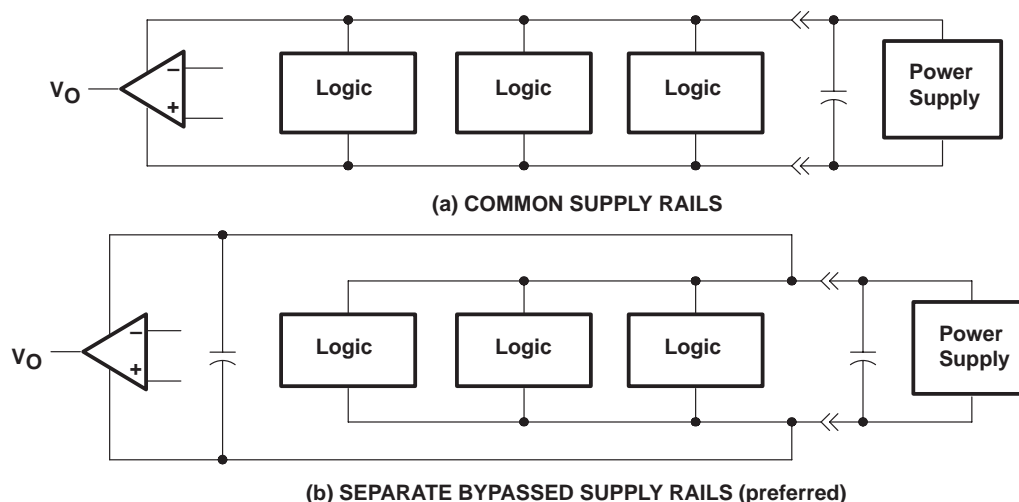 Logic
Logic
Logic
Power
Supply
VO
−
+
(a) COMMON SUPPLY RAILS
Logic
Logic
Logic
Power
Supply
VO
−
+
(b) SEPARATE BYPASSED SUPPLY RAILS (preferred)